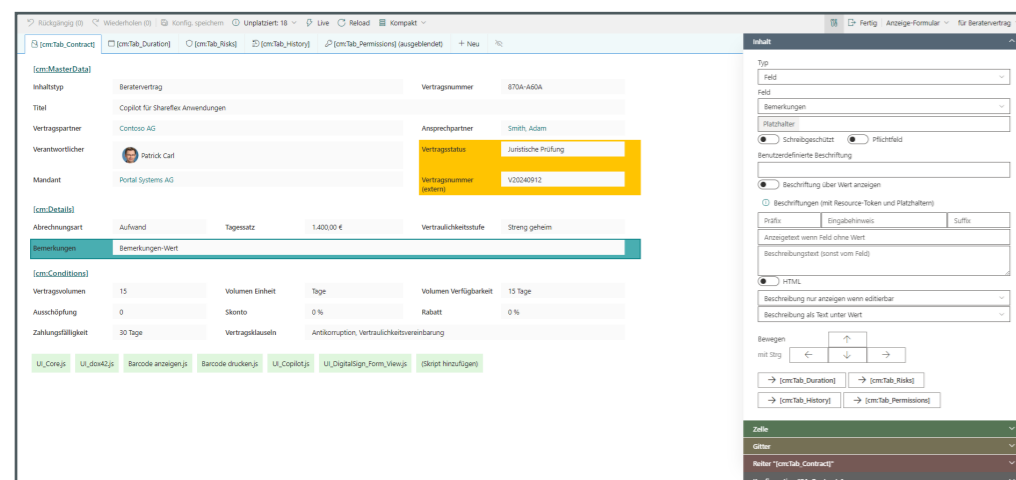 Rückgängig (0) Wiederholen (0) Konfig. speichern Unplatziert: 18 Live Reload Kompakt Fertig Anzeige-Formular für Beratervertrag
[cm:Tab_Contract] [cm:Tab_Duration] [cm:Tab_Risks] [cm:Tab_History] [cm:Tab_Permissions] (ausgeblendet) + Neu
[cm:MasterData]
Inhaltstyp Beratervertrag Vertragsnummer 870A-A60A
Titel Copilot für Shareflex Anwendungen
Vertragspartner Contoso AG Ansprechpartner Smith, Adam
Verantwortlicher Patrick Carl Vertragsstatus Juristische Prüfung
Mandant Portal Systems AG Vertragsnummer V20240912
(extern)
[cm:Details]
Abrechnungsart Aufwand Tagessatz 1.400,00 € Vertraulichkeitsstufe Streng geheim
Bemerkungen Bemerkungen-Wert
[cm:Conditions]
Vertragsvolumen 15 Volumen Einheit Tage Volumen Verfügbarkeit 15 Tage
Ausschöpfung 0 Skonto 0 % Rabatt 0 %
Zahlungsfälligkeit 30 Tage Vertragsklauseln Antikorruption, Vertraulichkeitsvereinbarung
UI_Core.js UI_dox42.js Barcode anzeigen.js Barcode drucken.js UI_Copilot.js UI_DigitalSign_Form_View.js (Skript hinzufügen)
Inhalt
Typ
Feld
Feld
Bemerkungen
Platzhalter
Schreibgeschützt Pflichtfeld
Benutzerdefinierte Beschriftung
Beschriftung über Wert anzeigen
Beschriftungen (mit Resource-Token und Platzhaltern)
Präfix Eingabehinweis Suffix
Anzeigetext wenn Feld ohne Wert
Beschreibungstext (sonst vom Feld)
HTML
Beschreibung nur anzeigen wenn editierbar
Beschreibung als Text unter Wert
Bewegen ↑
mit Strg ← ↓ →
→ [cm:Tab_Duration] → [cm:Tab_Risks]
→ [cm:Tab_History] → [cm:Tab_Permissions]
Zelle
Gitter
Reiter "[cm:Tab_Contract]"